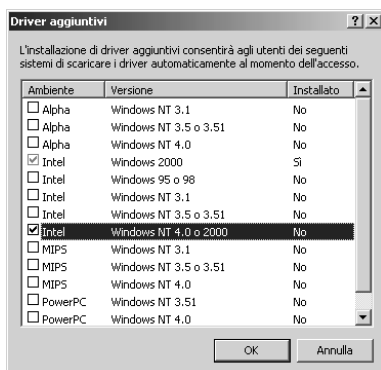 Driver aggiuntivi
L'installazione di driver aggiuntivi consentirà agli utenti dei seguenti
sistemi di scaricare i driver automaticamente al momento dell'accesso.
Ambiente Versione Installato
Alpha Windows NT 3.1 No
Alpha Windows NT 3.5 o 3.51 No
Alpha Windows NT 4.0 No
Intel Windows 2000 Sì
Intel Windows 95 o 98 No
Intel Windows NT 3.1 No
Intel Windows NT 3.5 o 3.51 No
Intel Windows NT 4.0 o 2000 No
MIPS Windows NT 3.1 No
MIPS Windows NT 3.5 o 3.51 No
MIPS Windows NT 4.0 No
PowerPC Windows NT 3.51 No
PowerPC Windows NT 4.0 No
OK Annulla